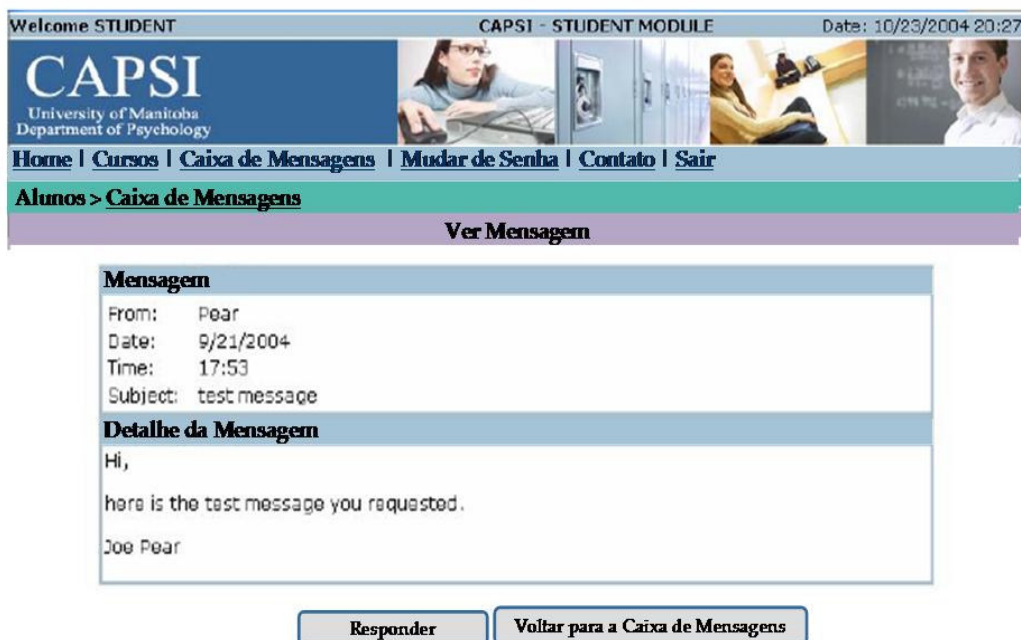 Welcome STUDENT CAPSI - STUDENT MODULE Date: 10/23/2004 20:27
CAPSI
University of Manitoba
Department of Psychology
Home | Cursos | Caixa de Mensagens | Mudar de Senha | Contato | Sair
Alunos > Caixa de Mensagens
Ver Mensagem
Mensagem
From: Pear
Date: 9/21/2004
Time: 17:53
Subject: test message
Detalhe da Mensagem
Hi,
here is the test message you requested.
Joe Pear
Responder Voltar para a Caixa de Mensagens